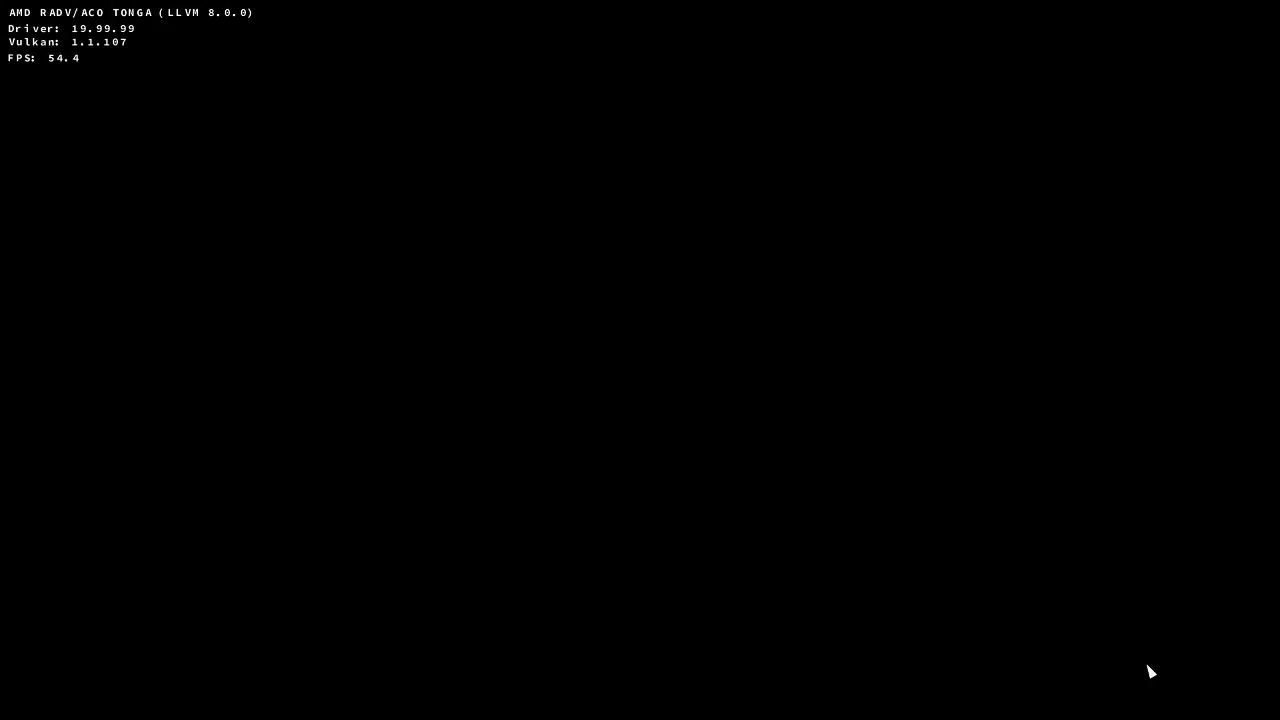 AMD RADV/ACO TONGA (LLVM 8.0.0)
Driver: 19.99.99
Vulkan: 1.1.107
FPS: 54.4